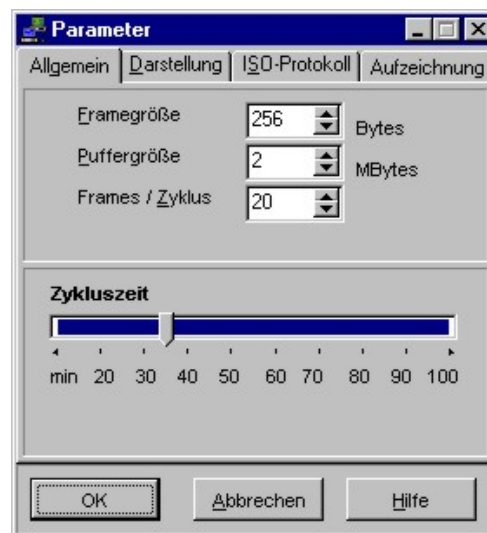 Parameter
Allgemein Darstellung ISO-Protokoll Aufzeichnung
Framegröße 256 Bytes
Puffergröße 2 MBytes
Frames / Zyklus 20
Zykluszeit
min 20 30 40 50 60 70 80 90 100
OK Abbrechen Hilfe